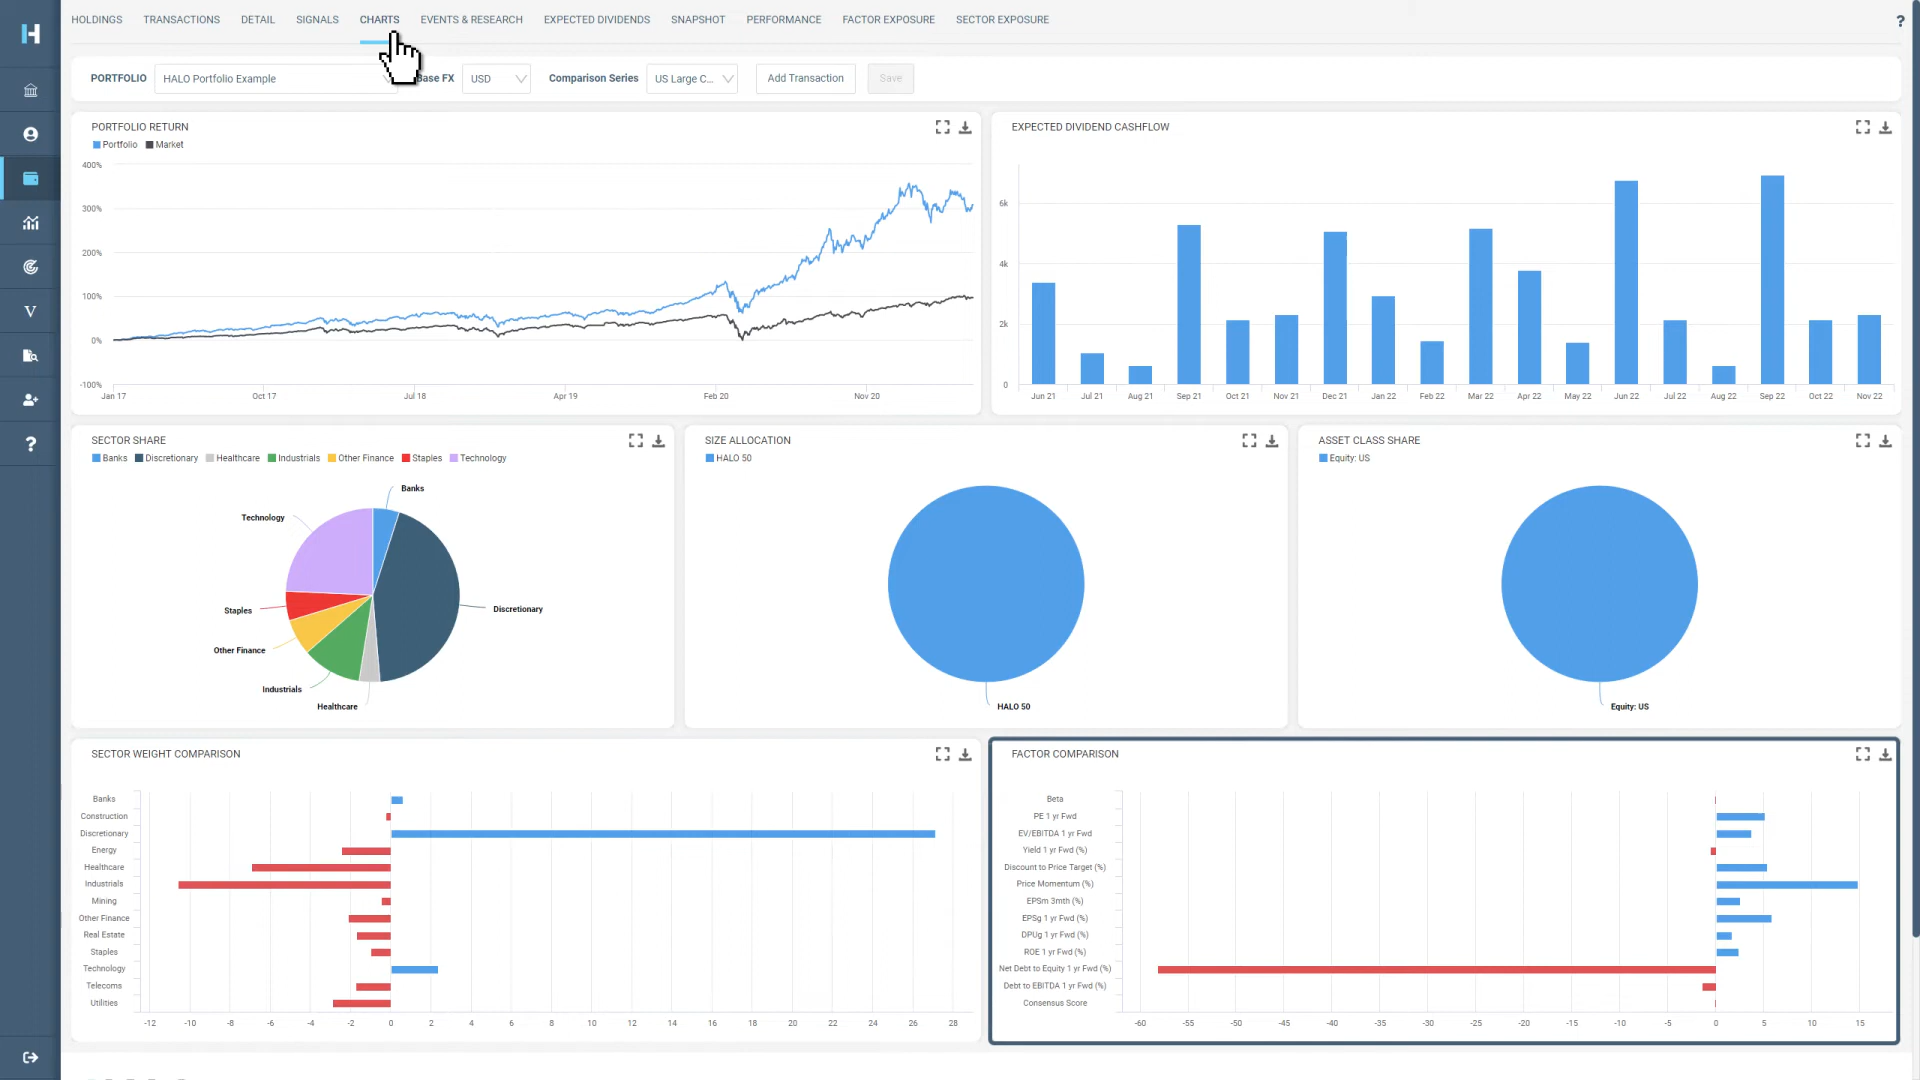 HOLDINGS TRANSACTIONS DETAIL SIGNALS CHARTS EVENTS & RESEARCH EXPECTED DIVIDENDS SNAPSHOT PERFORMANCE FACTOR EXPOSURE SECTOR EXPOSURE ?
PORTFOLIO HALO Portfolio Example Base FX USD Comparison Series US Large C... Add Transaction Save
H
V
?
PORTFOLIO RETURN
Portfolio Market
400%
300%
200%
100%
0%
-100%
Jan 17 Oct 17 Jul 18 Apr 19 Feb 20 Nov 20
EXPECTED DIVIDEND CASHFLOW
6k
4k
2k
0
Jun 21 Jul 21 Aug 21 Sep 21 Oct 21 Nov 21 Dec 21 Jan 22 Feb 22 Mar 22 Apr 22 May 22 Jun 22 Jul 22 Aug 22 Sep 22 Oct 22 Nov 22
SECTOR SHARE
Banks Discretionary Healthcare Industrials Other Finance Staples Technology
Banks
Technology
Discretionary
Staples
Other Finance
Industrials
Healthcare
SIZE ALLOCATION
HALO 50
HALO 50
ASSET CLASS SHARE
Equity: US
Equity: US
SECTOR WEIGHT COMPARISON
Banks
Construction
Discretionary
Energy
Healthcare
Industrials
Mining
Other Finance
Real Estate
Staples
Technology
Telecoms
Utilities
-12 -10 -8 -6 -4 -2 0 2 4 6 8 10 12 14 16 18 20 22 24 26 28
FACTOR COMPARISON
Beta
PE 1 yr Fwd
EV/EBITDA 1 yr Fwd
Yield 1 yr Fwd (%)
Discount to Price Target (%)
Price Momentum (%)
EPSm 3mth (%)
EPSg 1 yr Fwd (%)
DPUg 1 yr Fwd (%)
ROE 1 yr Fwd (%)
Net Debt to Equity 1 yr Fwd (%)
Debt to EBITDA 1 yr Fwd (%)
Consensus Score
-60 -55 -50 -45 -40 -35 -30 -25 -20 -15 -10 -5 0 5 10 15